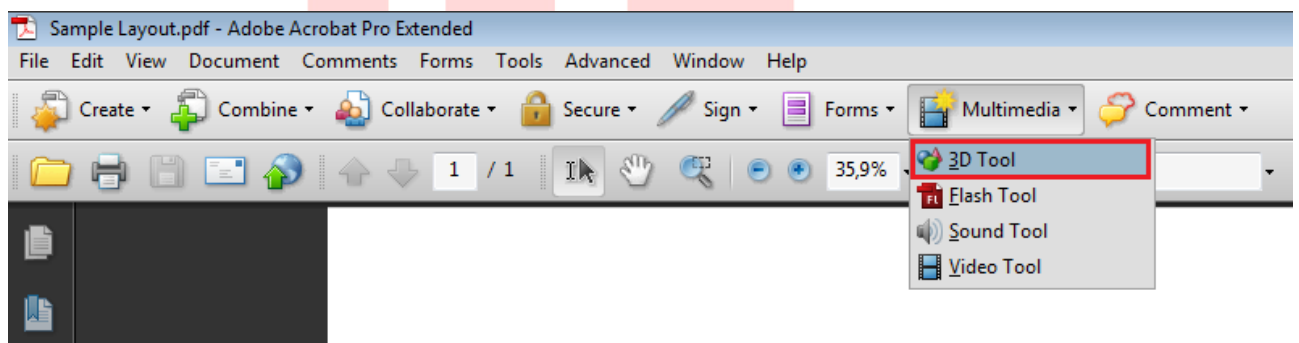 Sample Layout.pdf - Adobe Acrobat Pro Extended
File Edit View Document Comments Forms Tools Advanced Window Help
Create Combine Collaborate Secure Sign Forms Multimedia Comment
1 / 1 35,9%
3D Tool
Flash Tool
Sound Tool
Video Tool